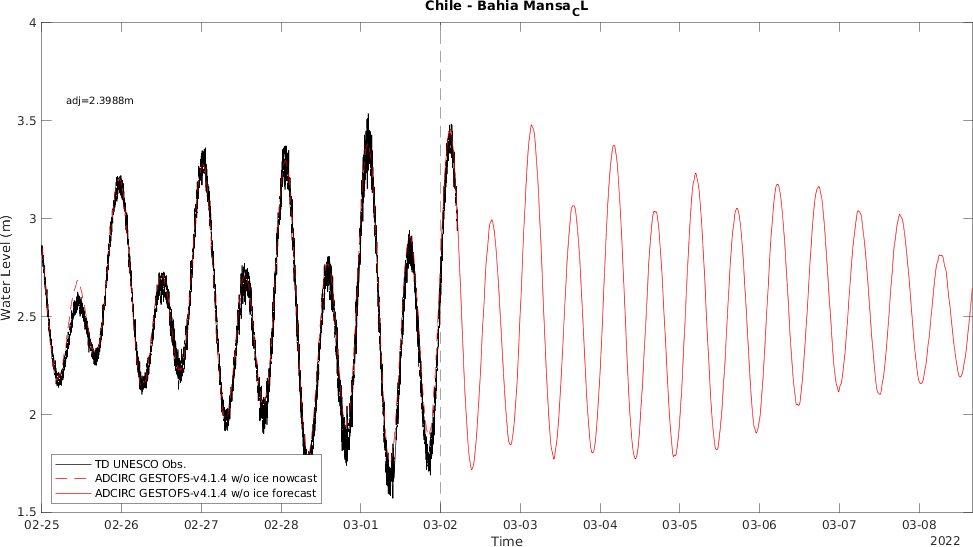 Chile - Bahia Mansa_CL
4
adj=2.3988m
3.5
3
Water Level (m)
2.5
2
TD UNESCO Obs.
ADCIRC GESTOFS-v4.1.4 w/o ice nowcast
ADCIRC GESTOFS-v4.1.4 w/o ice forecast
1.5
02-25 02-26 02-27 02-28 03-01 03-02 03-03 03-04 03-05 03-06 03-07 03-08
Time
2022